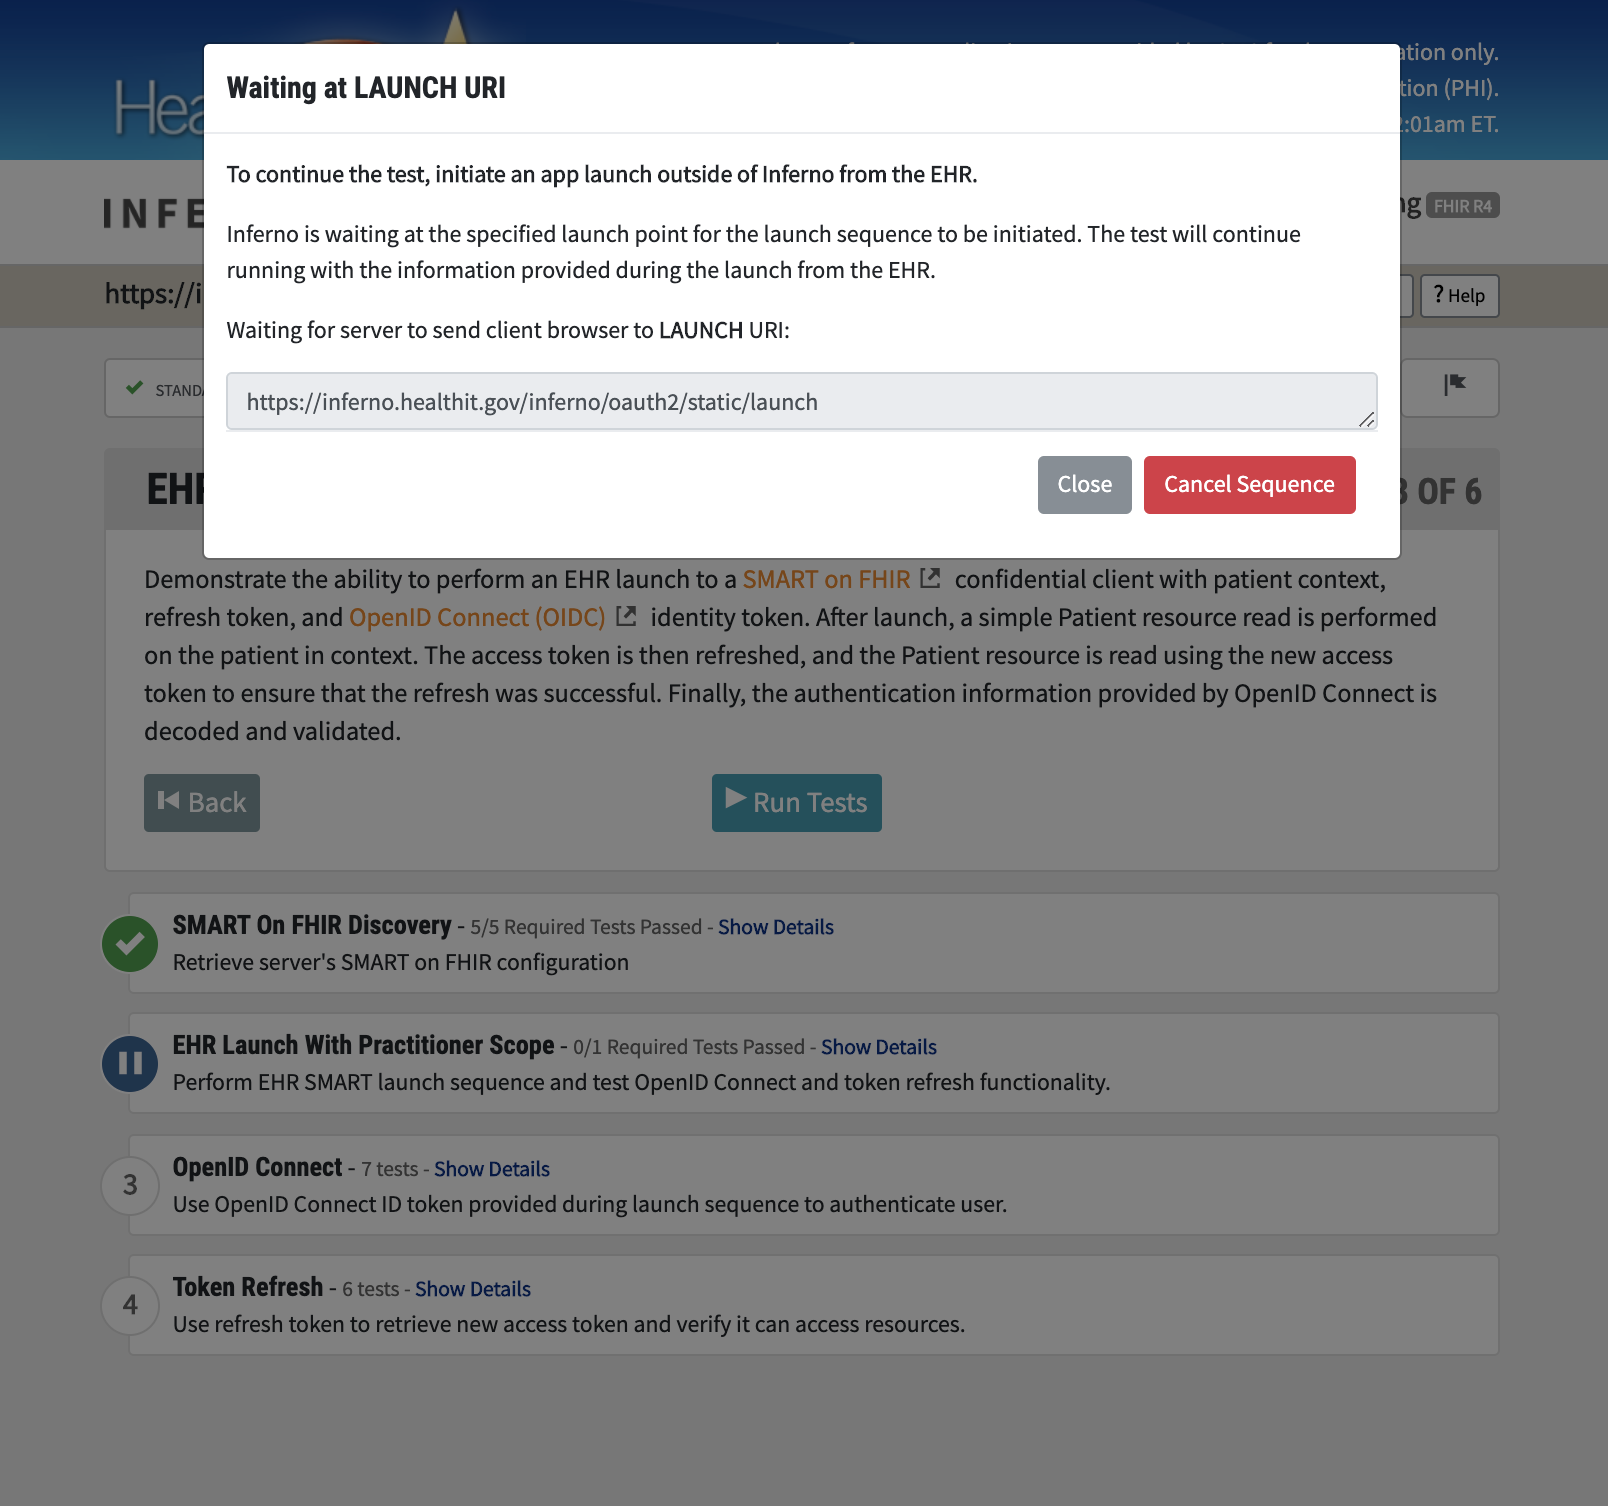 Waiting at LAUNCH URI
To continue the test, initiate an app launch outside of Inferno from the EHR.
Inferno is waiting at the specified launch point for the launch sequence to be initiated. The test will continue
running with the information provided during the launch from the EHR.
Waiting for server to send client browser to LAUNCH URI:
https://inferno.healthit.gov/inferno/oauth2/static/launch
Close
Cancel Sequence
only.
(PHI).
:01am ET.
FHIR R4
https://i
? Help
EHR
OF 6
Demonstrate the ability to perform an EHR launch to a SMART on FHIR confidential client with patient context,
refresh token, and OpenID Connect (OIDC) identity token. After launch, a simple Patient resource read is performed
on the patient in context. The access token is then refreshed, and the Patient resource is read using the new access
token to ensure that the refresh was successful. Finally, the authentication information provided by OpenID Connect is
decoded and validated.
Back
Run Tests
SMART On FHIR Discovery - 5/5 Required Tests Passed - Show Details
Retrieve server's SMART on FHIR configuration
EHR Launch With Practitioner Scope - 0/1 Required Tests Passed - Show Details
Perform EHR SMART launch sequence and test OpenID Connect and token refresh functionality.
3
OpenID Connect - 7 tests - Show Details
Use OpenID Connect ID token provided during launch sequence to authenticate user.
4
Token Refresh - 6 tests - Show Details
Use refresh token to retrieve new access token and verify it can access resources.